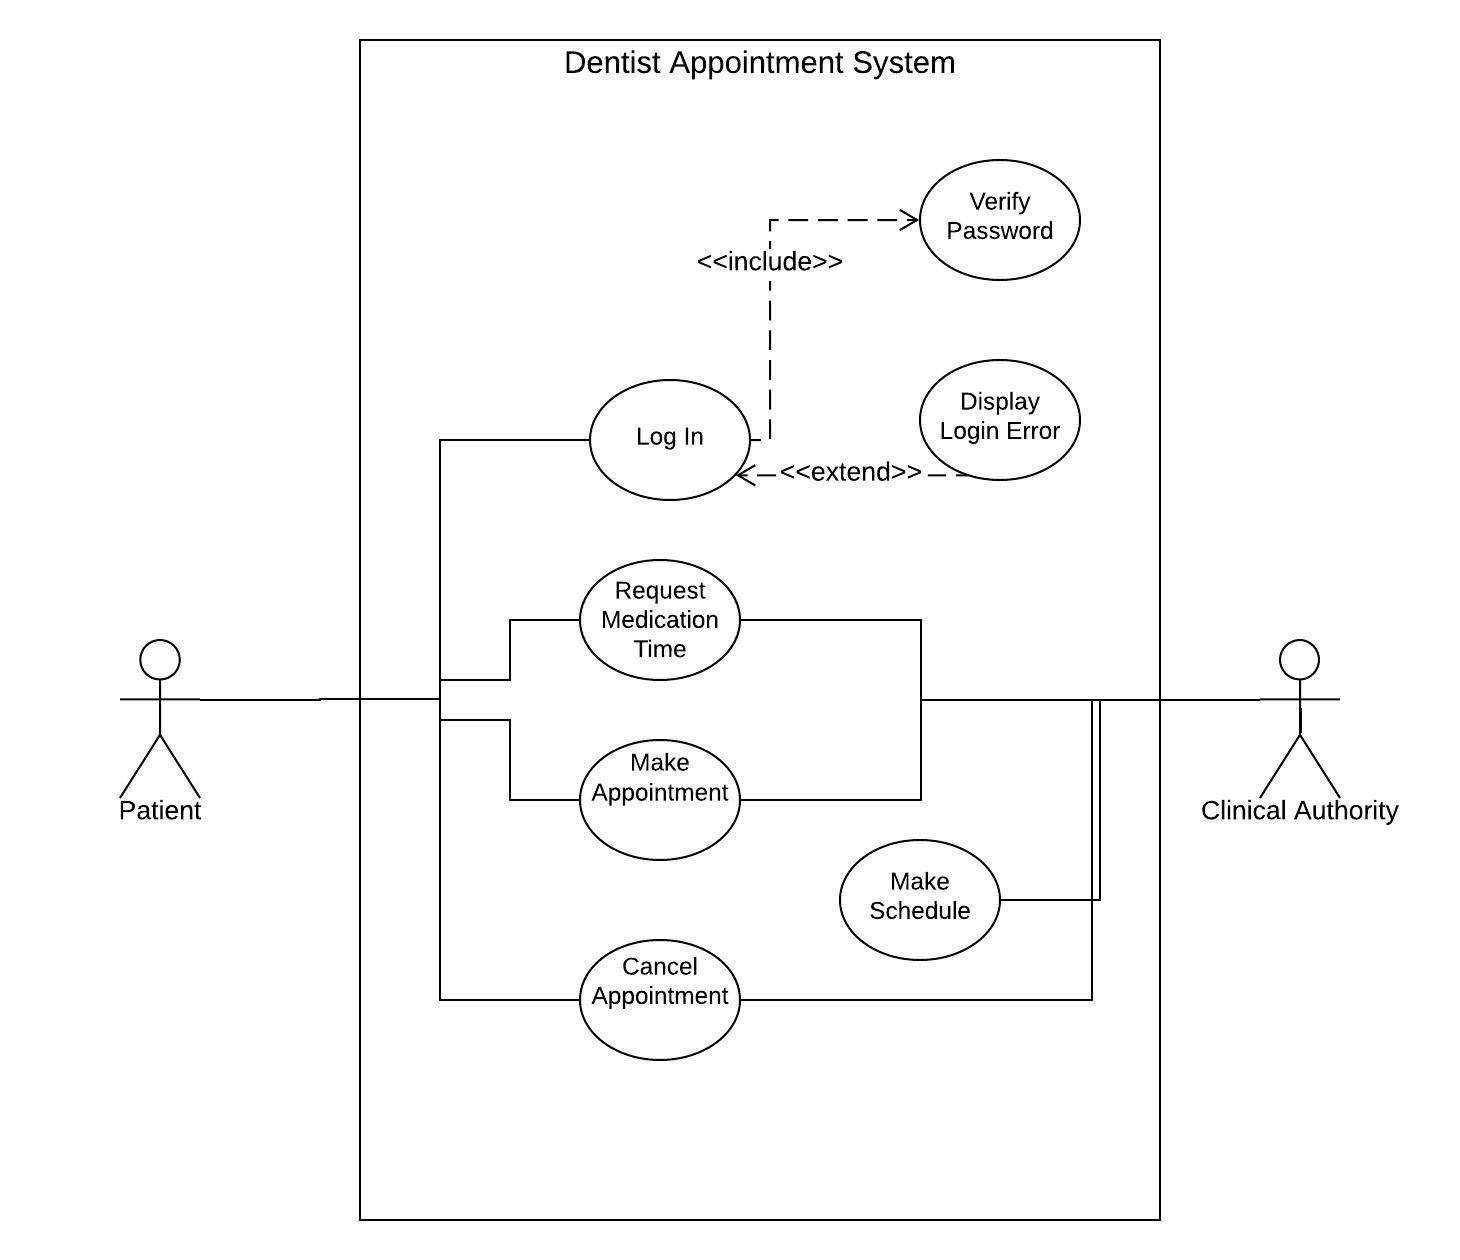 Dentist Appointment System
Verify
Password
<<include>>
Display
Login Error
Log In
<<extend>>
Request
Medication
Time
Make
Appointment
Patient
Clinical Authority
Make
Schedule
Cancel
Appointment